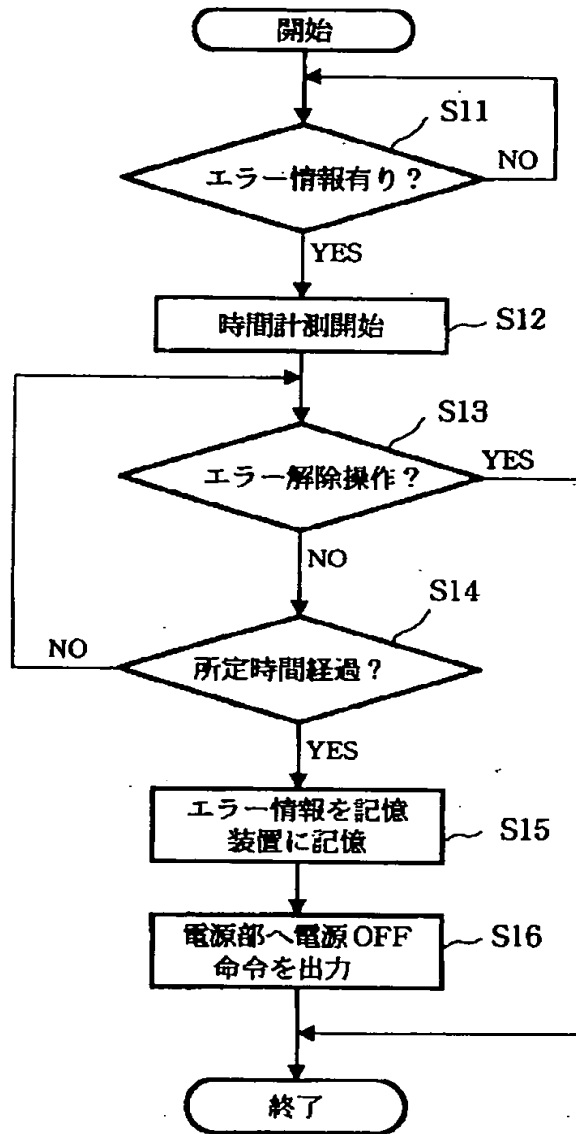 開始
S11
エラー情報有り?
NO
YES
時間計測開始
S12
S13
エラー解除操作?
YES
NO
S14
NO
所定時間経過?
YES
エラー情報を記憶
装置に記憶
S15
電源部へ電源OFF
命令を出力
S16
終了